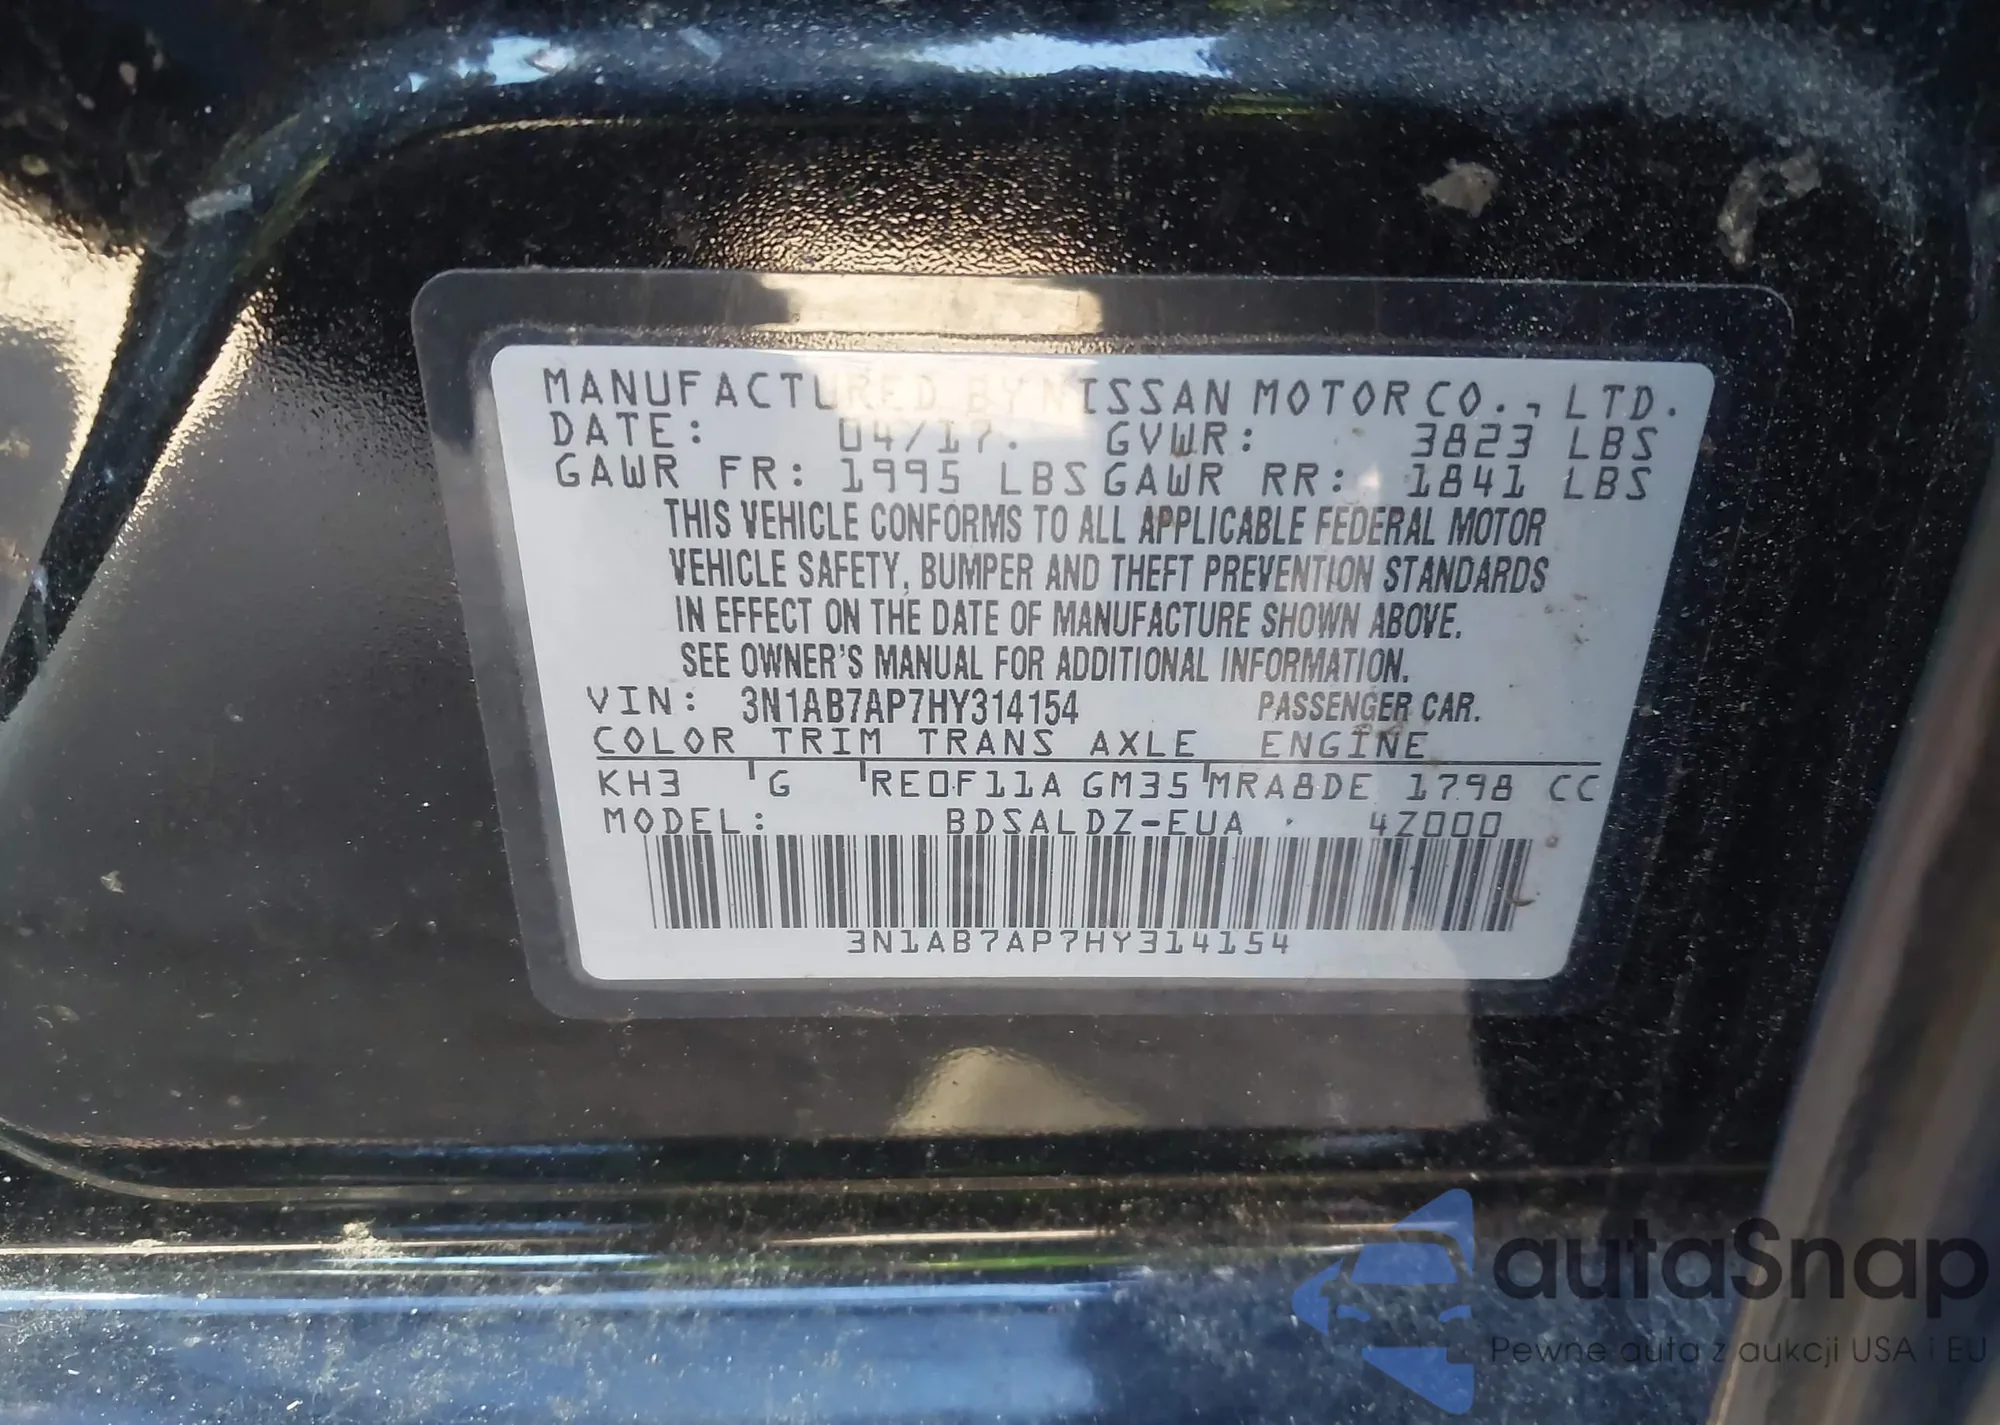 MANUFACTURED BY NISSAN MOTOR CO., LTD.
DATE: 04/17. GVWR: 3823 LBS
GAWR FR: 1995 LBS GAWR RR: 1841 LBS
THIS VEHICLE CONFORMS TO ALL APPLICABLE FEDERAL MOTOR
VEHICLE SAFETY, BUMPER AND THEFT PREVENTION STANDARDS
IN EFFECT ON THE DATE OF MANUFACTURE SHOWN ABOVE.
SEE OWNER'S MANUAL FOR ADDITIONAL INFORMATION.
VIN: 3N1AB7AP7HY314154 PASSENGER CAR.
COLOR TRIM TRANS AXLE ENGINE
KH3 G RE0F11A GM35 MRA8DE 1798 CC
MODEL: BDSALDZ-EUA 4Z000
3N1AB7AP7HY314154
autaSnap
Pewne auta z aukcji USA i EU